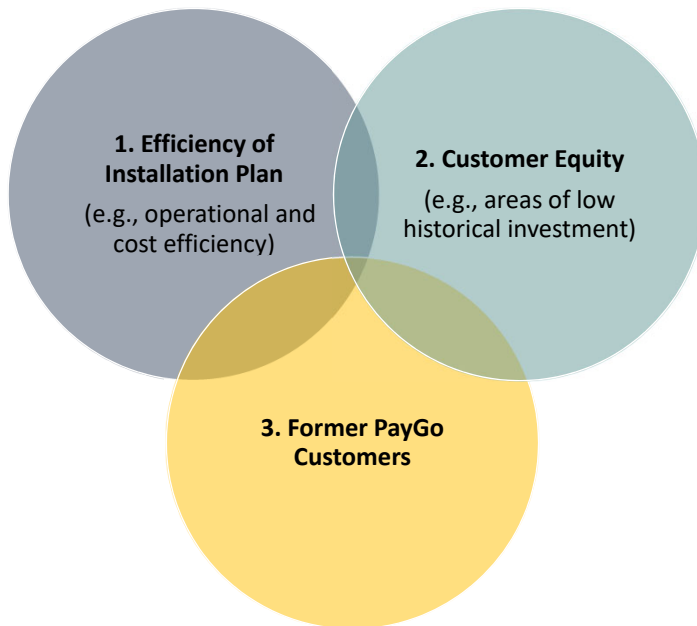 1. Efficiency of
Installation Plan
(e.g., operational and
cost efficiency)
2. Customer Equity
(e.g., areas of low
historical investment)
3. Former PayGo
Customers